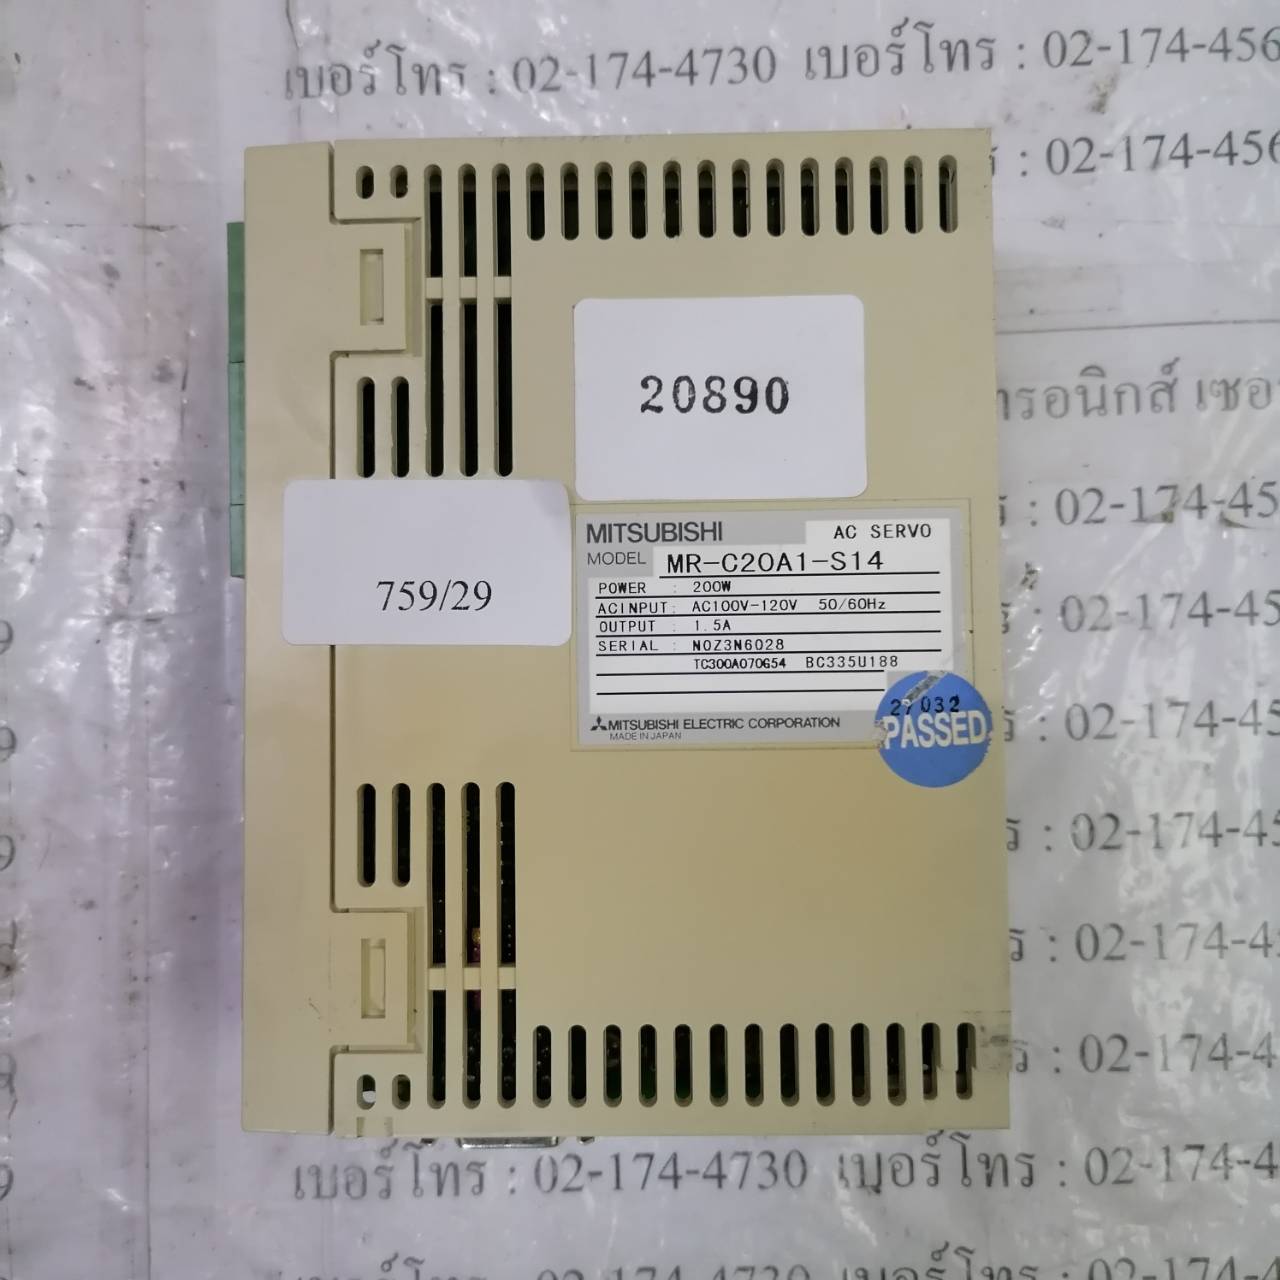 เบอร์โทร : 02-174-4730 เบอร์โทร : 02-174-456
: 02-174-456
20890
ทรอนิกส์ เซอ
: 02-174-45
759/29
MITSUBISHI AC SERVO
MODEL MR-C20A1-S14
POWER : 200W
AC INPUT : AC100V-120V 50/60Hz
OUTPUT : 1.5A
SERIAL : N0Z3N6028
TC300A070G54 BC335U188
: 02-174-45
MITSUBISHI ELECTRIC CORPORATION
MADE IN JAPAN
27032
PASSED
: 02-174-45
: 02-174-45
ร : 02-174-4
ร : 02-174-4
เบอร์โทร : 02-174-4730 เบอร์โทร : 02-174-4